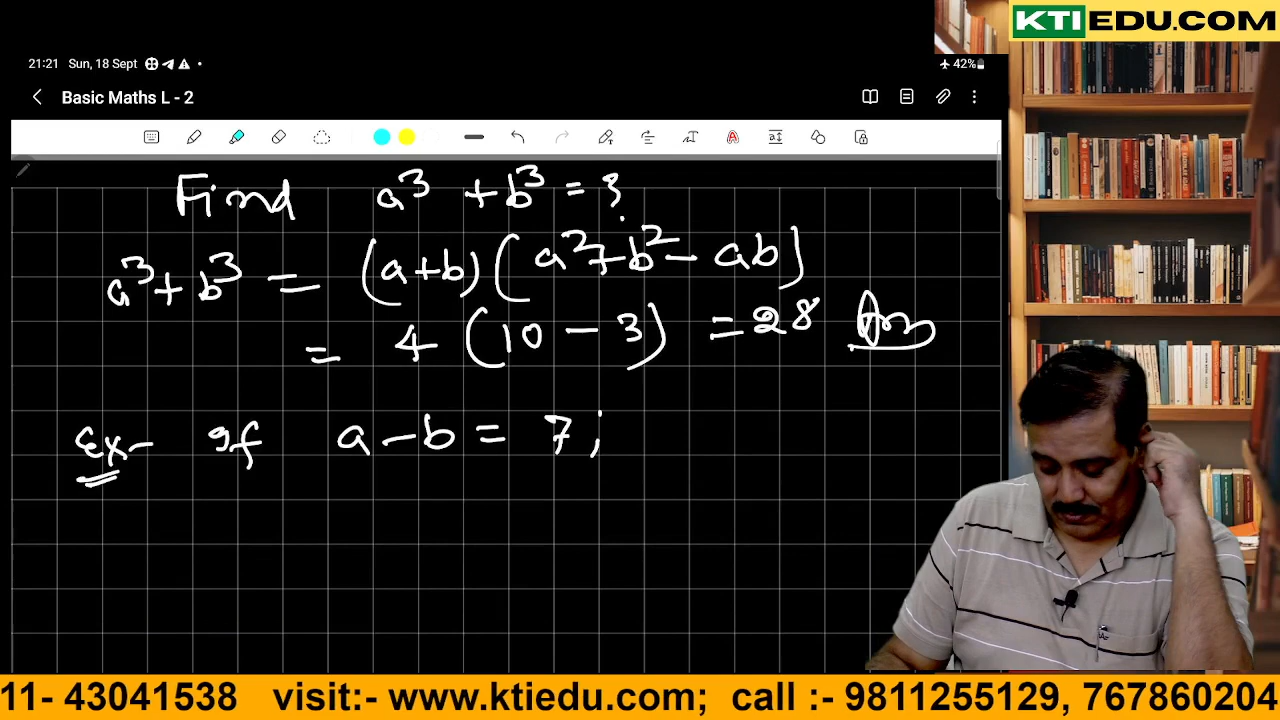 KTIEDU.COM
21:21 Sun, 18 Sept
42%
Basic Maths L - 2
Find a³ + b³ = ?
a³ + b³ = (a+b) (a² + b² - ab)
= 4 (10 - 3) = 28 Ans
Ex- If a - b = 7 ;
11- 43041538 visit:- www.ktiedu.com; call :- 9811255129, 767860204